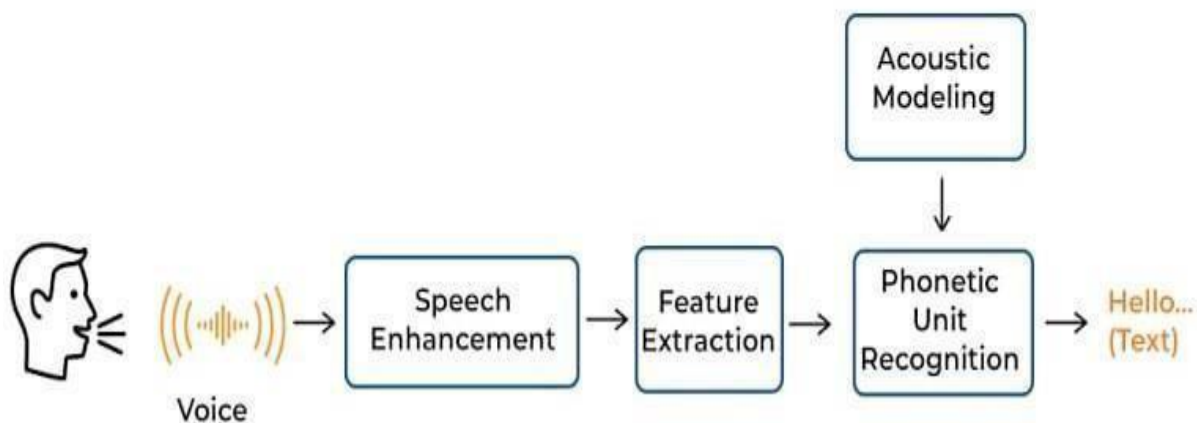 Acoustic
Modeling
Speech
Enhancement
Feature
Extraction
Phonetic
Unit
Recognition
Hello...
(Text)
Voice